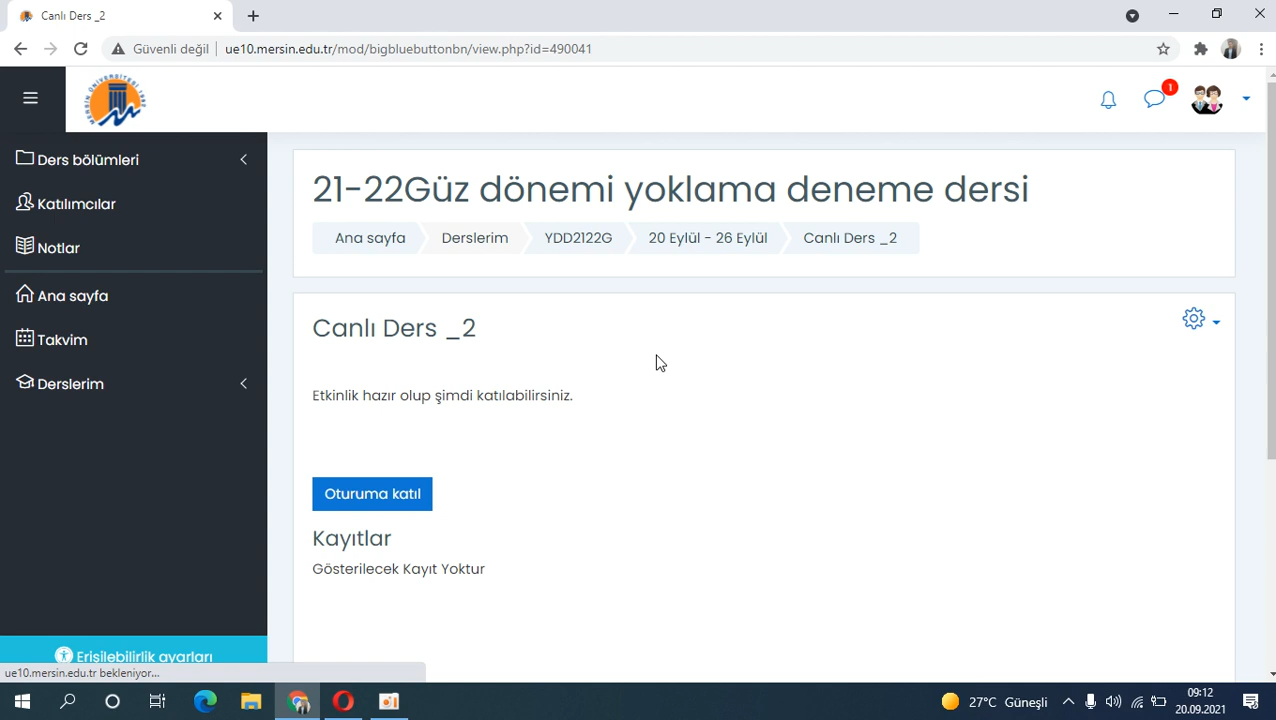 Canlı Ders _2
Güvenli değil
ue10.mersin.edu.tr/mod/bigbluebuttonbn/view.php?id=490041
1
Ders bölümleri
Katılımcılar
Notlar
Ana sayfa
Takvim
Derslerim
Erişilebilirlik ayarları
21-22Güz dönemi yoklama deneme dersi
Ana sayfa Derslerim YDD2122G 20 Eylül - 26 Eylül Canlı Ders _2
Canlı Ders _2
Etkinlik hazır olup şimdi katılabilirsiniz.
Oturuma katıl
Kayıtlar
Gösterilecek Kayıt Yoktur
ue10.mersin.edu.tr bekleniyor...
27°C Güneşli
09:12
20.09.2021